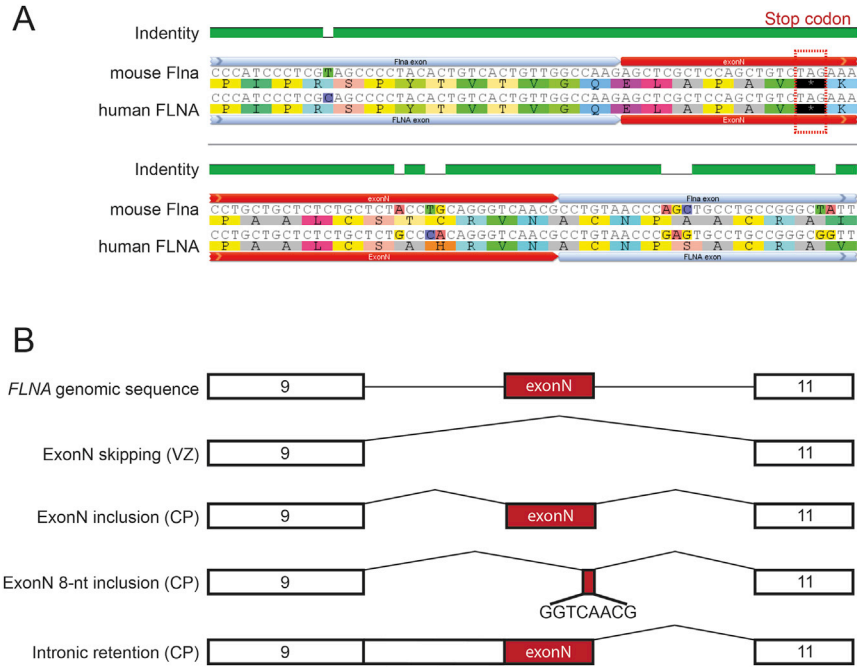 A
Stop codon
Indentity
Flna exon
exonN
mouse Flna
CCCATCCCTCGTAGCCCCTACACTGTCACTGTTGGCCAAGAGCTCGCTCCAGCTGTCTAGAAA
P I P R S P Y T V T V G Q E L A P A V * K
human FLNA
CCCATCCCTCGCAGCCCCTACACTGTCACTGTTGGCCAAGAGCTCGCTCCAGCTGTCTAGAAA
P I P R S P Y T V T V G Q E L A P A V * K
FLNA exon
ExonN
Indentity
exonN
Flna exon
mouse Flna
CCTGCTGCTCTCTGCTCTACCTGCAGGGTCAACGCCTGTAACCCAGCTGCCTGCCGGGCTATT
P A A L C S T C R V N A C N P A A C R A I
human FLNA
CCTGCTGCTCTCTGCTCTGCCCACAGGGTCAACGCCTGTAACCCGAGTGCCTGCCGGGCGGTT
P A A L C S A H R V N A C N P S A C R A V
ExonN
FLNA exon
B
FLNA genomic sequence
9
exonN
11
ExonN skipping (VZ)
9
11
ExonN inclusion (CP)
9
exonN
11
ExonN 8-nt inclusion (CP)
9
11
GGTCAACG
Intronic retention (CP)
9
exonN
11